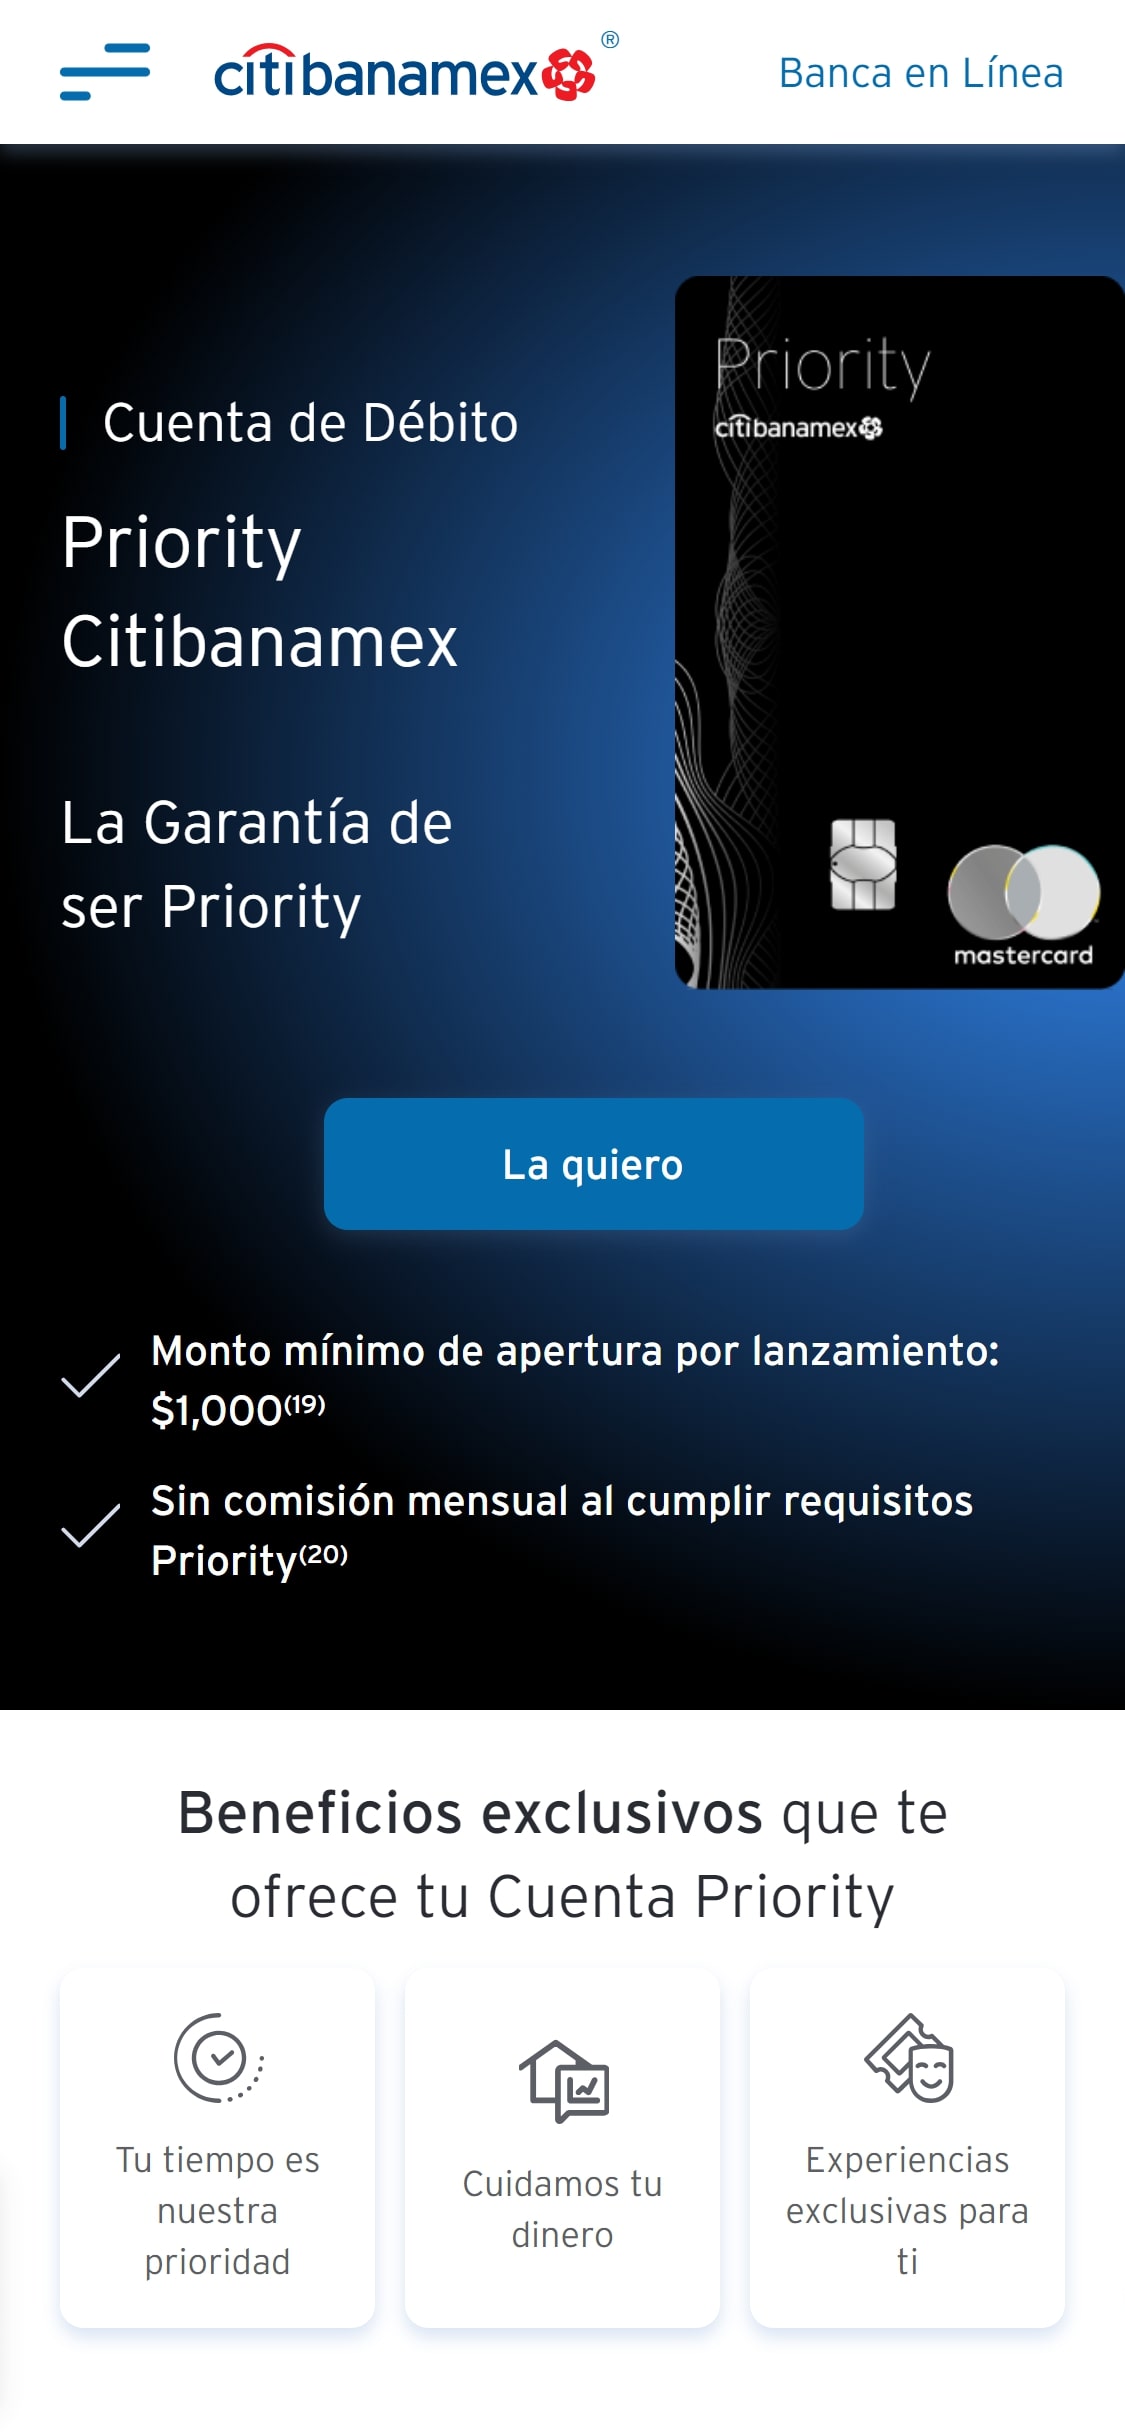 citibanamex®
Banca en Línea
Priority
citibanamex
Cuenta de Débito
Priority
Citibanamex
La Garantía de
ser Priority
mastercard
La quiero
Monto mínimo de apertura por lanzamiento:
$1,000(19)
Sin comisión mensual al cumplir requisitos
Priority(20)
Beneficios exclusivos que te
ofrece tu Cuenta Priority
Tu tiempo es
nuestra
prioridad
Cuidamos tu
dinero
Experiencias
exclusivas para
ti